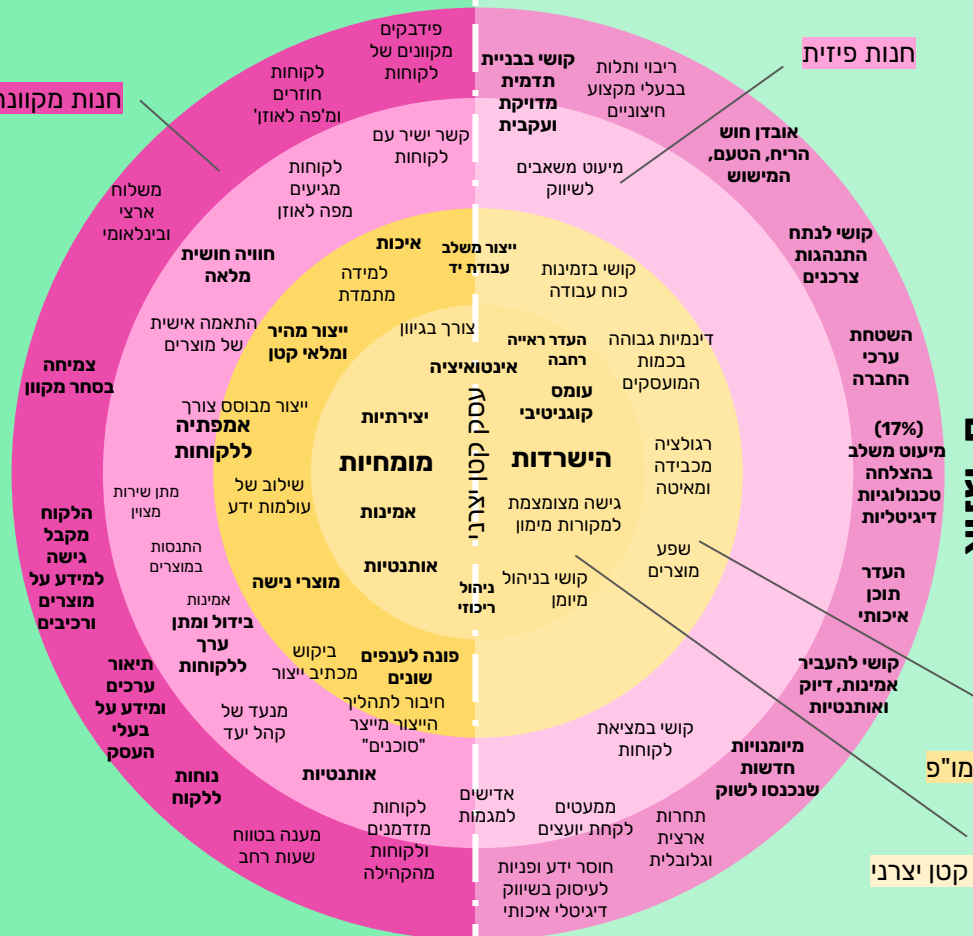 חנות פיזית
חנות מקוונת
פידבקים
מקוונים של
לקוחות
לקוחות
חוזרים
ומ'פה לאוזן'
משלוח
ארצי
ובינלאומי
צמיחה
בסחר מקוון
הלקוח
מקבל
גישה
למידע על
מוצרים
ורכיבים
תיאור
ערכים
ומידע על
בעלי
העסק
נוחות
ללקוח
מענה בטווח
שעות רחב
קשר ישיר עם
לקוחות
לקוחות
מגיעים
מפה לאוזן
חוויה חושית
מלאה
התאמה אישית
של מוצרים
אמפתיה
ללקוחות
מתן שירות
מצוין
התנסות
במוצרים
אמינות
בידול ומתן
ערך
ללקוחות
מנעד של
קהל יעד
אותנטיות
לקוחות
מזדמנים
ולקוחות
מהקהילה
איכות
ייצור משלב
עבודת יד
למידה
מתמדת
ייצור מהיר
ומלאי קטן
ייצור מבוסס צורך
שילוב של
עולמות ידע
מוצרי נישה
ביקוש
מכתיב ייצור
פונה לענפים
שונים
חיבור לתהליך
הייצור מייצר
"סוכנים"
צורך בגיוון
אינטואיציה
יצירתיות
מומחיות
אמינות
אותנטיות
עסק קטן יצרני
העדר ראייה
רחבה
עומס
קוגניטיבי
הישרדות
גישה מצומצמת
למקורות מימון
קושי בניהול
מיומן
ניהול
ריכוזי
קושי בזמינות
כוח עבודה
דינמיות גבוהה
בכמות
המועסקים
רגולציה
מכבידה
ומאיטה
שפע
מוצרים
מיעוט משאבים
לשיווק
קושי במציאת
לקוחות
ממעטים
לקחת יועצים
אדישים
למגמות
קושי בבניית
תדמית
מדויקת
ועקבית
ריבוי ותלות
בבעלי מקצוע
חיצוניים
אובדן חוש
הריח, הטעם,
המישוש
קושי לנתח
התנהגות
צרכנים
השטחת
ערכי
החברה
(17%)
מיעוט משלב
בהצלחה
טכנולוגיות
דיגיטליות
העדר
תוכן
איכותי
קושי להעביר
אמינות, דיוק
ואותנטיות
מיומנויות
חדשות
שנכנסו לשוק
תחרות
ארצית
וגלובלית
חוסר ידע ופניות
לעיסוק בשיווק
דיגיטלי איכותי
מו"פ
קטן יצרני